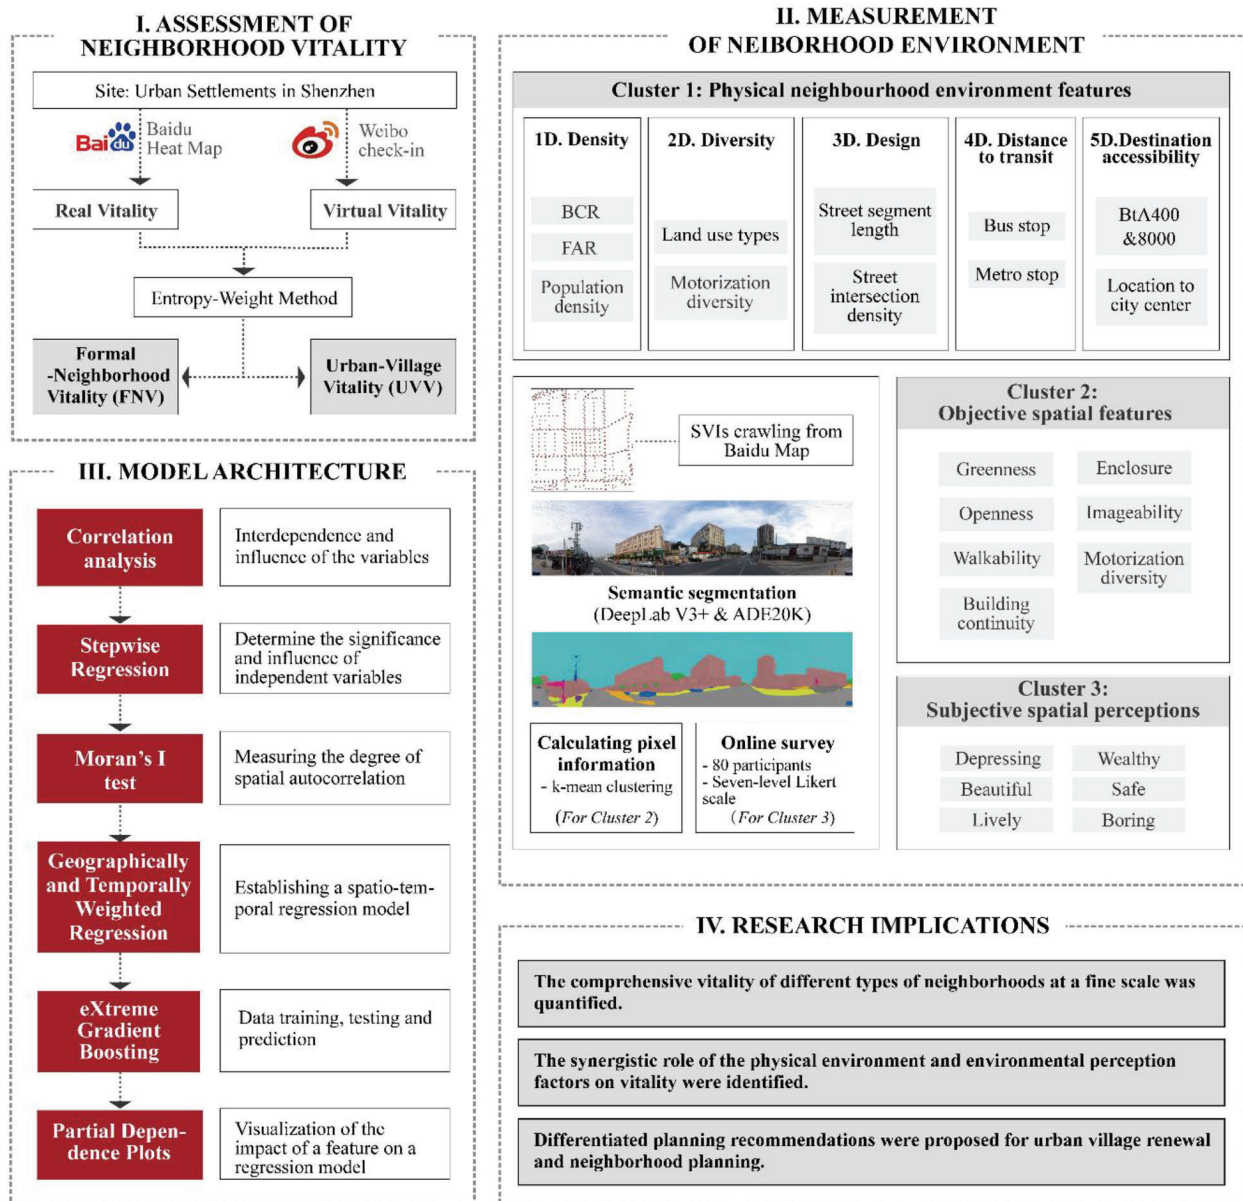 I. ASSESSMENT OF
NEIGHBORHOOD VITALITY
Site: Urban Settlements in Shenzhen
Bai du
Baidu
Heat Map
Weibo
check-in
Real Vitality
Virtual Vitality
Entropy-Weight Method
Formal
-Neighborhood
Vitality (FNV)
Urban-Village
Vitality (UVV)
II. MEASUREMENT
OF NEIBORHOOD ENVIRONMENT
Cluster 1: Physical neighbourhood environment features
1D. Density
BCR
FAR
Population
density
2D. Diversity
Land use types
Motorization
diversity
3D. Design
Street segment
length
Street
intersection
density
4D. Distance
to transit
Bus stop
Metro stop
5D.Destination
accessibility
BtA400
&8000
Location to
city center
SVIs crawling from
Baidu Map
Semantic segmentation
(DeepLab V3+ & ADE20K)
Calculating pixel
information
- k-mean clustering
(For Cluster 2)
Online survey
- 80 participants
- Seven-level Likert
scale
(For Cluster 3)
Cluster 2:
Objective spatial features
Greenness
Enclosure
Openness
Imageability
Walkability
Motorization
diversity
Building
continuity
Cluster 3:
Subjective spatial perceptions
Depressing
Wealthy
Beautiful
Safe
Lively
Boring
III. MODEL ARCHITECTURE
Correlation
analysis
Interdependence and
influence of the variables
Stepwise
Regression
Determine the significance
and influence of
independent variables
Moran's I
test
Measuring the degree of
spatial autocorrelation
Geographically
and Temporally
Weighted
Regression
Establishing a spatio-tem-
poral regression model
eXtreme
Gradient
Boosting
Data training, testing and
prediction
Partial Depen-
dence Plots
Visualization of the
impact of a feature on a
regression model
IV. RESEARCH IMPLICATIONS
The comprehensive vitality of different types of neighborhoods at a fine scale was
quantified.
The synergistic role of the physical environment and environmental perception
factors on vitality were identified.
Differentiated planning recommendations were proposed for urban village renewal
and neighborhood planning.